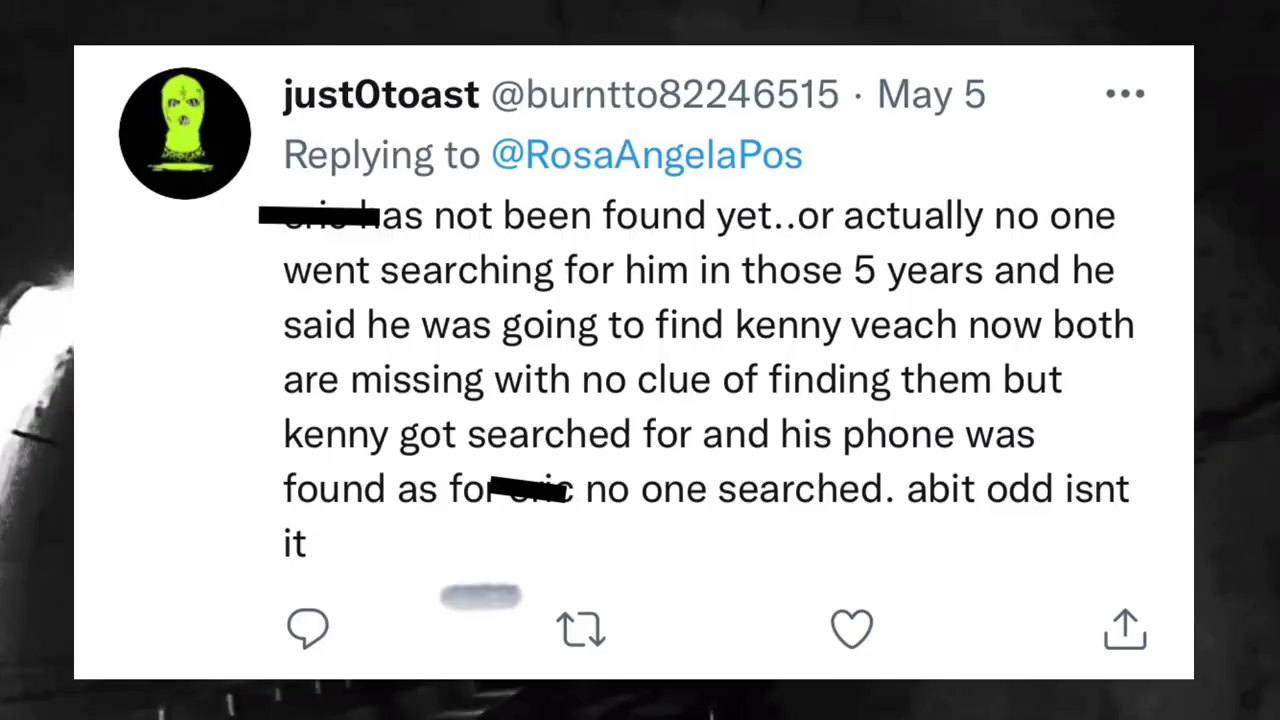 just0toast @burntto82246515 · May 5
Replying to @RosaAngelaPos
has not been found yet..or actually no one
went searching for him in those 5 years and he
said he was going to find kenny veach now both
are missing with no clue of finding them but
kenny got searched for and his phone was
found as for no one searched. abit odd isnt
it